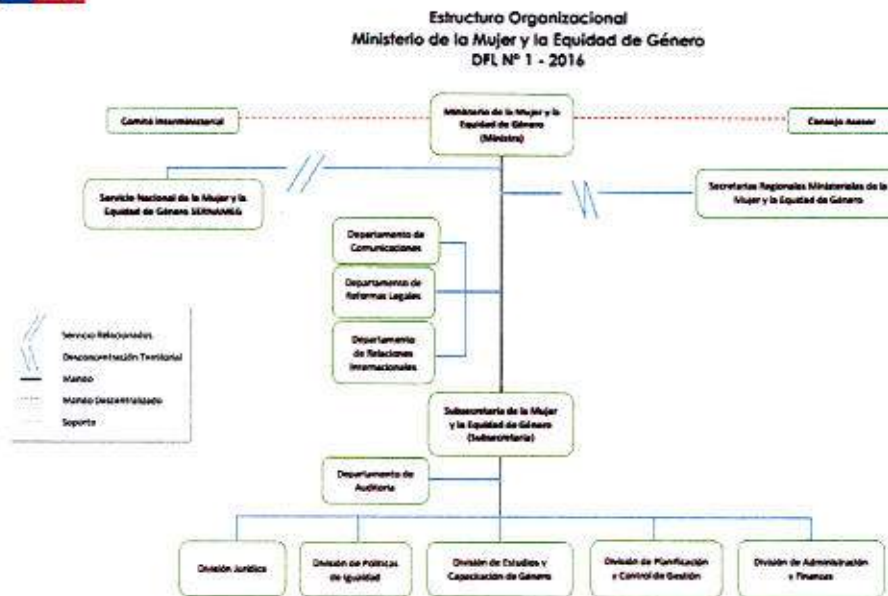 Estructura Organizacional
Ministerio de la Mujer y la Equidad de Género
DFL N° 1 - 2016
Comité Interministerial
Ministerio de la Mujer y la
Equidad de Género
(Ministra)
Consejo Asesor
Servicio Nacional de la Mujer y la
Equidad de Género SERNAMEG
Secretarías Regionales Ministeriales de la
Mujer y la Equidad de Género
Departamento de
Comunicaciones
Departamento de
Reformas Legales
Departamento
de Relaciones
Internacionales
Servicio Relacionados
Desconcentración Territorial
Mando
Mando Descentralizado
Soporte
Subsecretaría de la Mujer
y la Equidad de Género
(Subsecretaria)
Departamento de
Auditoría
División Jurídica
División de Políticas
de Igualdad
División de Estudios y
Capacitación de Género
División de Planificación
y Control de Gestión
División de Administración
y Finanzas